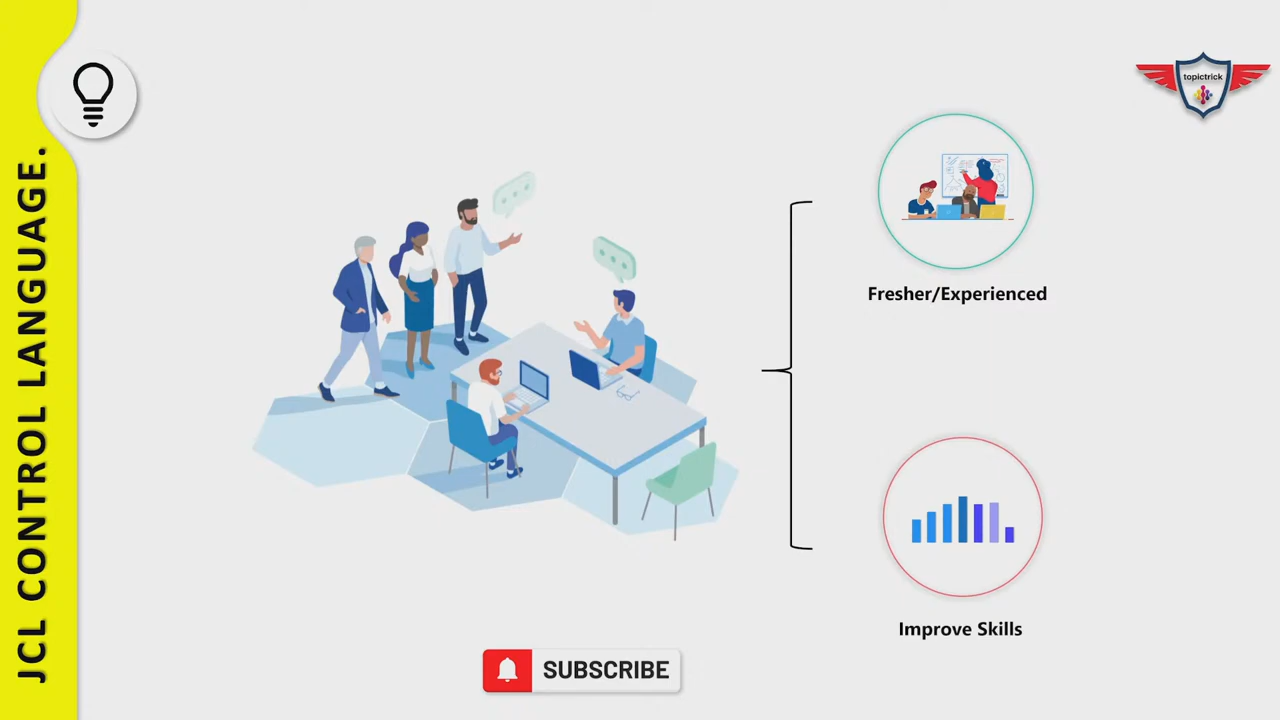 JCL CONTROL LANGUAGE.
topictrick
Fresher/Experienced
Improve Skills
SUBSCRIBE